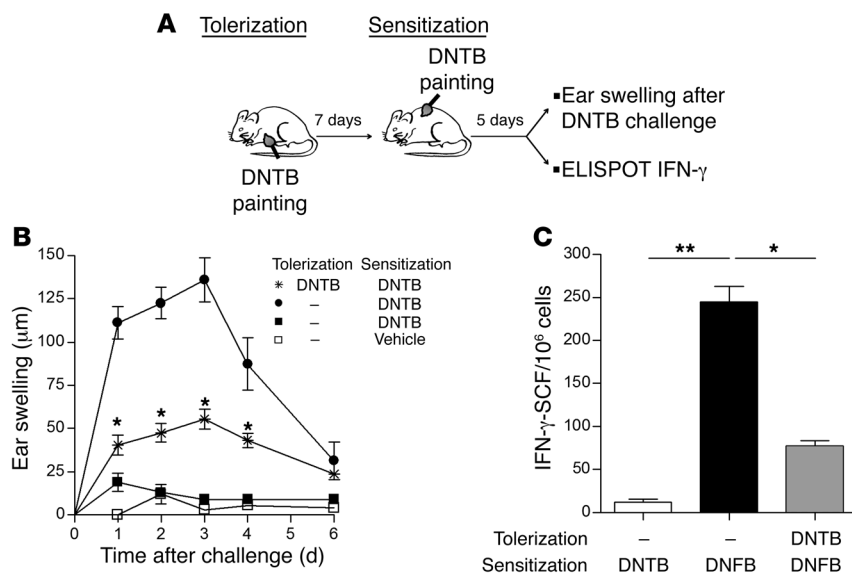 A
Tolerization
Sensitization
DNTB
painting
7 days
5 days
DNTB
painting
▪Ear swelling after
DNTB challenge
▪ELISPOT IFN-γ
B
Ear swelling (μm)
150
125
100
75
50
25
0
0 1 2 3 4 5 6
Time after challenge (d)
* * * *
Tolerization Sensitization
DNTB DNTB
– DNTB
– DNTB
– Vehicle
C
IFN-γ-SCF/10⁶ cells
300
250
200
150
100
50
0
** *
Tolerization – – DNTB
Sensitization DNTB DNFB DNFB